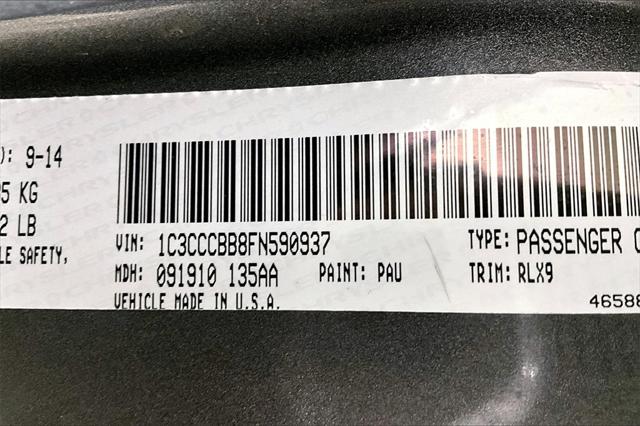 ): 9-14
5 KG
2 LB
LE SAFETY,
VIN: 1C3CCCBB8FN590937
TYPE: PASSENGER
MDH: 091910 135AA PAINT: PAU TRIM: RLX9
VEHICLE MADE IN U.S.A.
4658